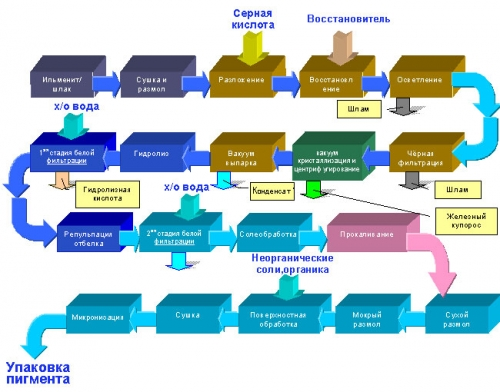 Серная
кислота
Восстановитель
Ильменит/
шлак
Сушка и
размол
Разложение
Восстановл
ение
Осветление
х/о вода
Шлам
1ая стадия белой
фильтрации
Гидролиз
Вакуум
выпарка
вакуум
кристаллизация и
центрифугирование
Чёрная
фильтрация
Гидролизная
кислота
х/о вода
Конденсат
Шлам
Железный
купорос
Репульпация
отбелка
2ая стадия белой
фильтрации
Солеобработка
Прокаливание
Неорганические
соли,органика
Микронизация
Сушка
Поверхностная
обработка
Мокрый
размол
Сухой
размол
Упаковка
пигмента